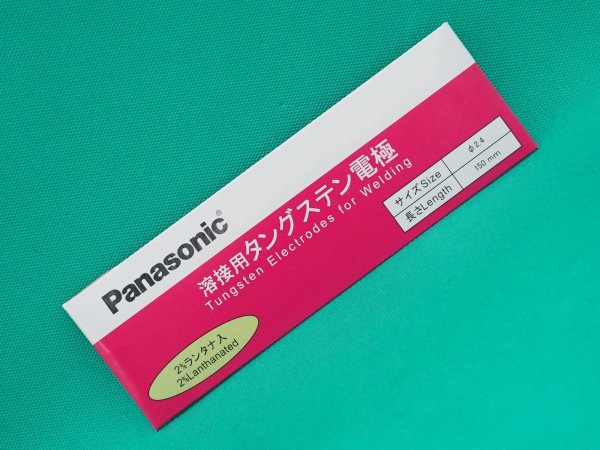 Panasonic®
溶接用タングステン電極
Tungsten Electrodes for Welding
サイズSize φ2.4
長さLength 150 mm
2%ランタナ入
2%Lanthanated